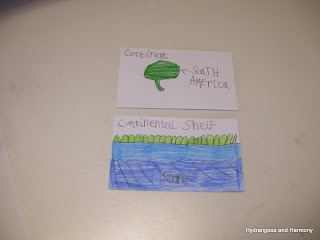 Continent
SouTH
AMErica
Continental Shelf
Hydrangeas and Harmony